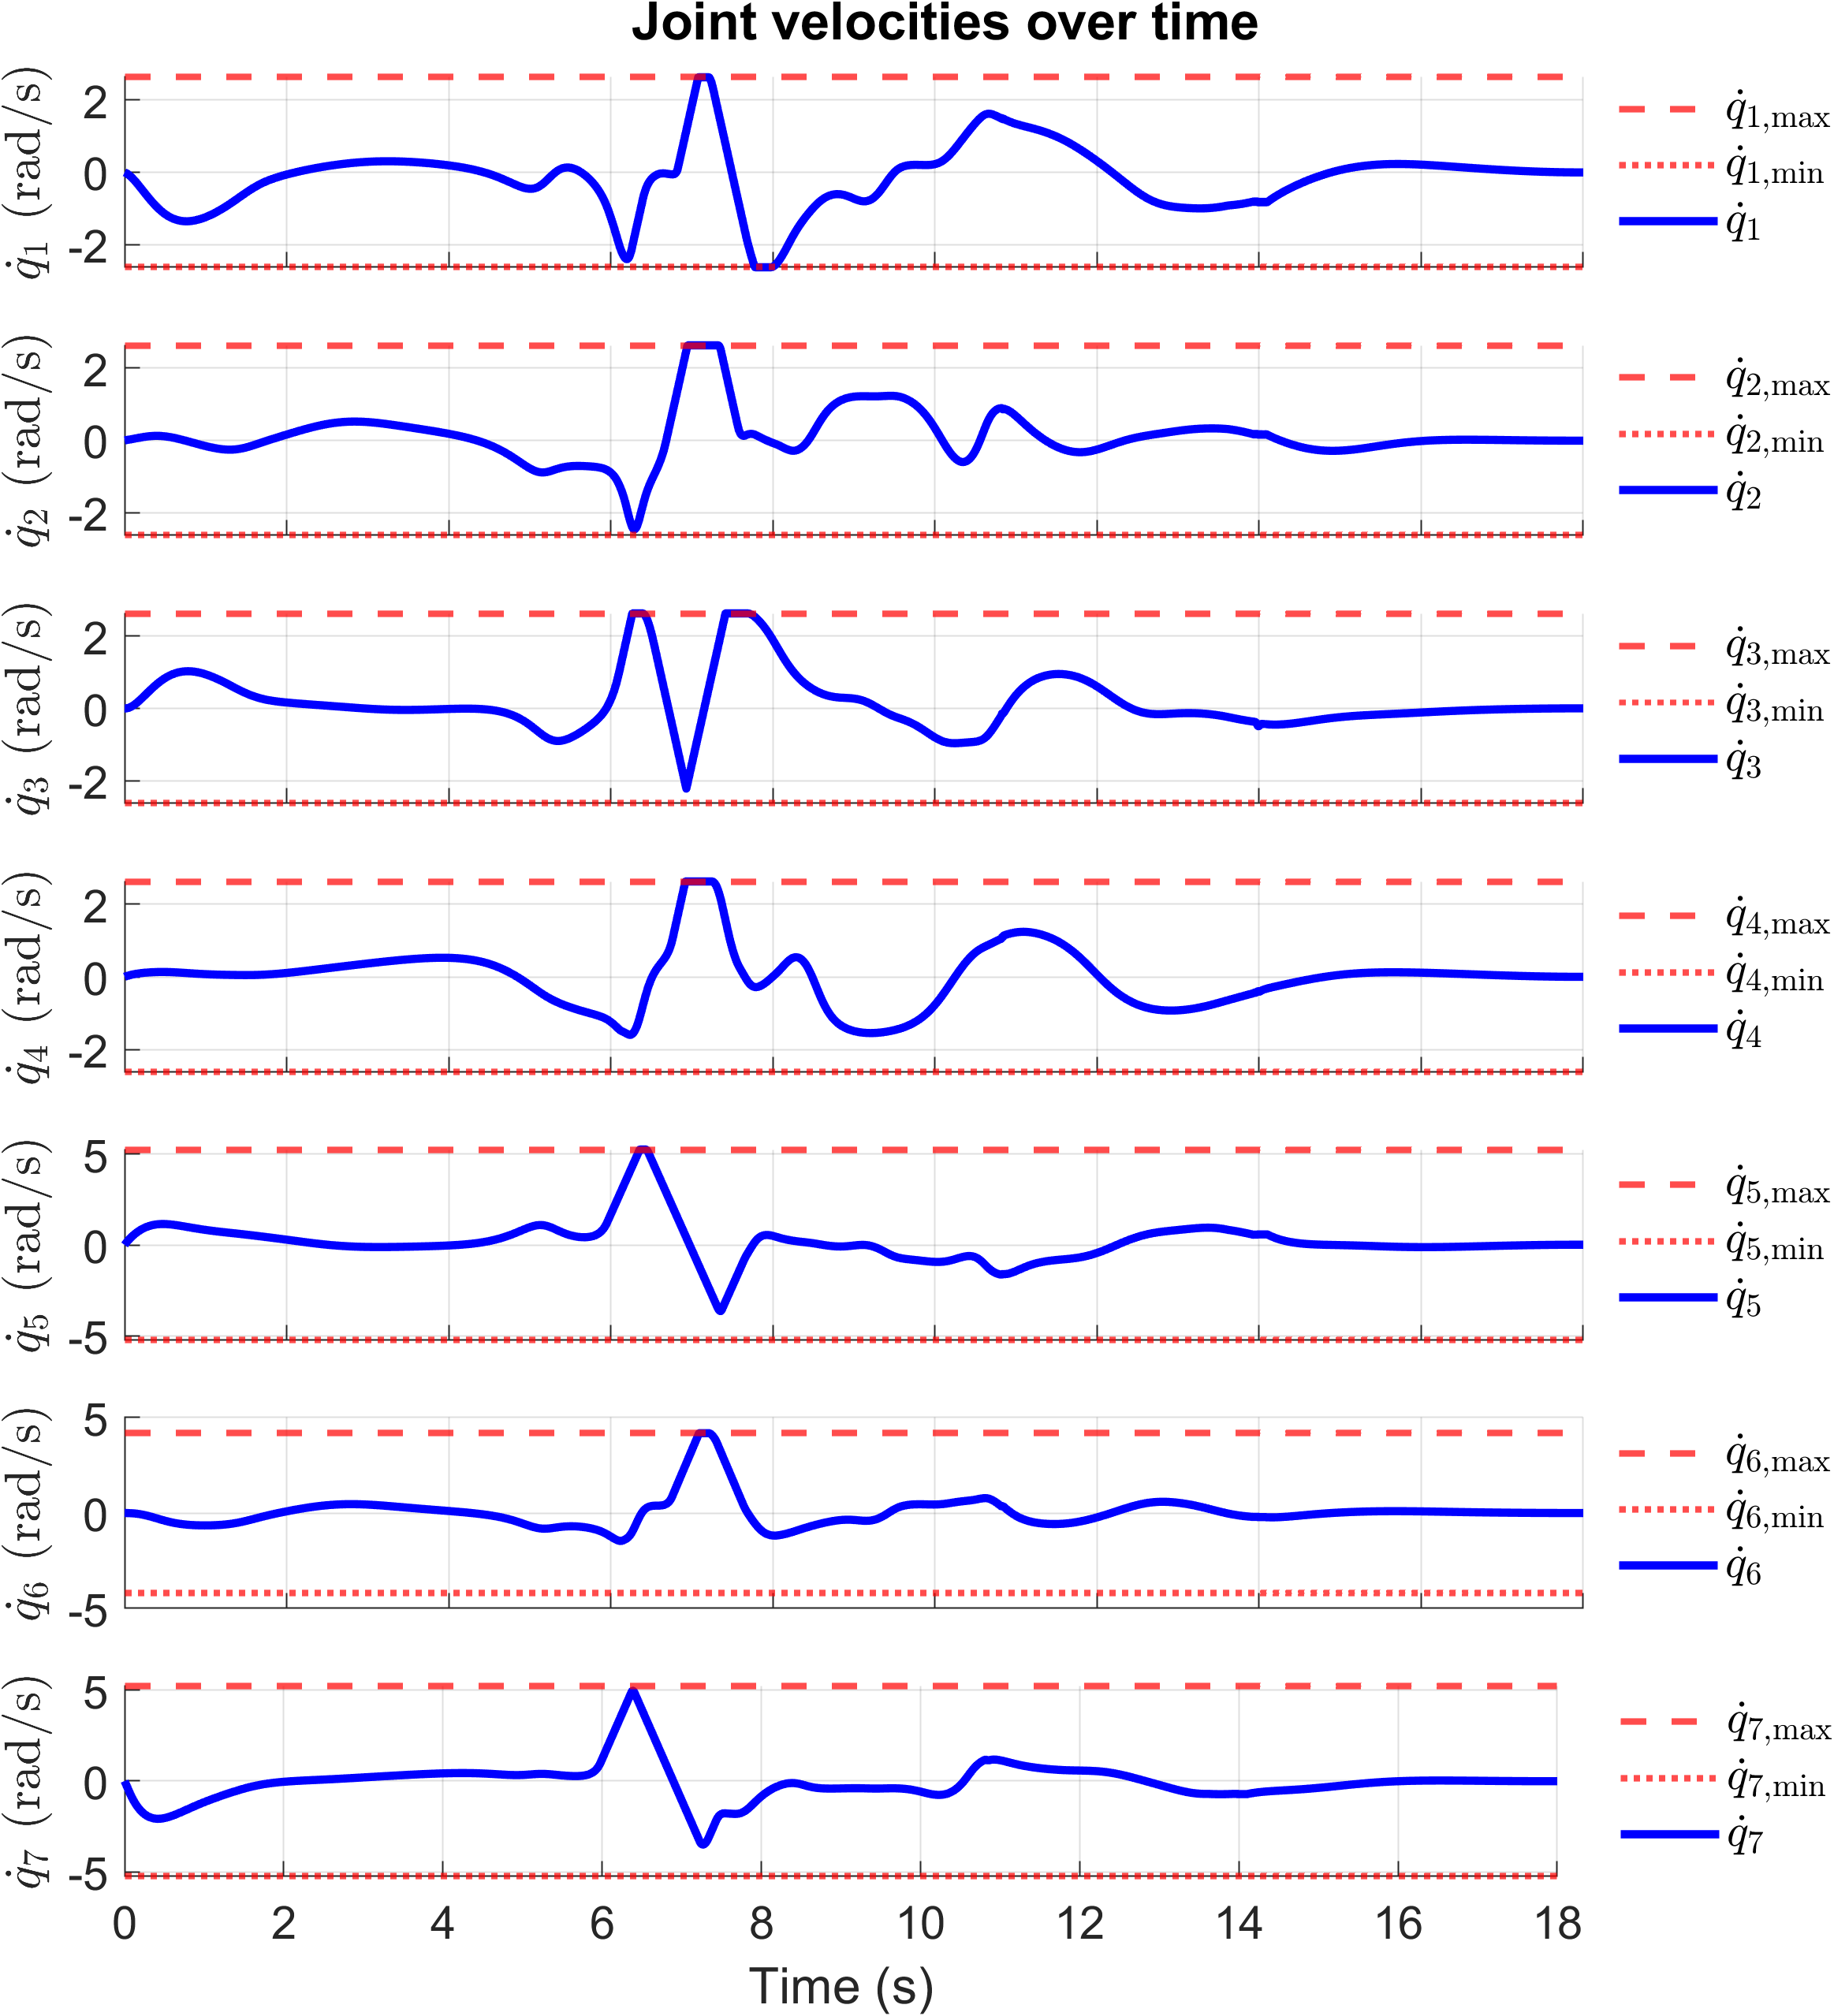 Joint velocities over time
q̇₁ (rad/s)
2
0
-2
q̇₁,max
q̇₁,min
q̇₁
q̇₂ (rad/s)
2
0
-2
q̇₂,max
q̇₂,min
q̇₂
q̇₃ (rad/s)
2
0
-2
q̇₃,max
q̇₃,min
q̇₃
q̇₄ (rad/s)
2
0
-2
q̇₄,max
q̇₄,min
q̇₄
q̇₅ (rad/s)
5
0
-5
q̇₅,max
q̇₅,min
q̇₅
q̇₆ (rad/s)
5
0
-5
q̇₆,max
q̇₆,min
q̇₆
q̇₇ (rad/s)
5
0
-5
q̇₇,max
q̇₇,min
q̇₇
0 2 4 6 8 10 12 14 16 18
Time (s)